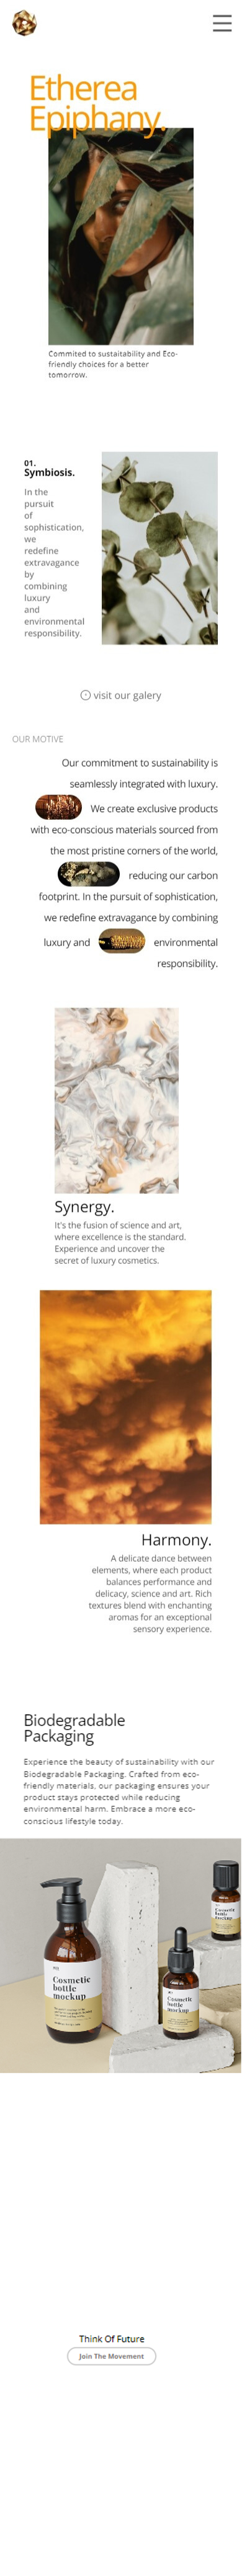 Etherea
Epiphany.
Commited to sustaitability and Eco-
friendly choices for a better
tomorrow.
01.
Symbiosis.
In the
pursuit
of
sophistication,
we
redefine
extravagance
by
combining
luxury
and
environmental
responsibility.
visit our galery
OUR MOTIVE
Our commitment to sustainability is
seamlessly integrated with luxury.
We create exclusive products
with eco-conscious materials sourced from
the most pristine corners of the world,
reducing our carbon
footprint. In the pursuit of sophistication,
we redefine extravagance by combining
luxury and environmental
responsibility.
Synergy.
It's the fusion of science and art,
where excellence is the standard.
Experience and uncover the
secret of luxury cosmetics.
Harmony.
A delicate dance between
elements, where each product
balances performance and
delicacy, science and art. Rich
textures blend with enchanting
aromas for an exceptional
sensory experience.
Biodegradable
Packaging
Experience the beauty of sustainability with our
Biodegradable Packaging. Crafted from eco-
friendly materials, our packaging ensures your
product stays protected while reducing
environmental harm. Embrace a more eco-
conscious lifestyle today.
Cosmetic
bottle
mockup
Cosmetic
bottle
mockup
Cosmetic
bottle
mockup
Think Of Future
Join The Movement